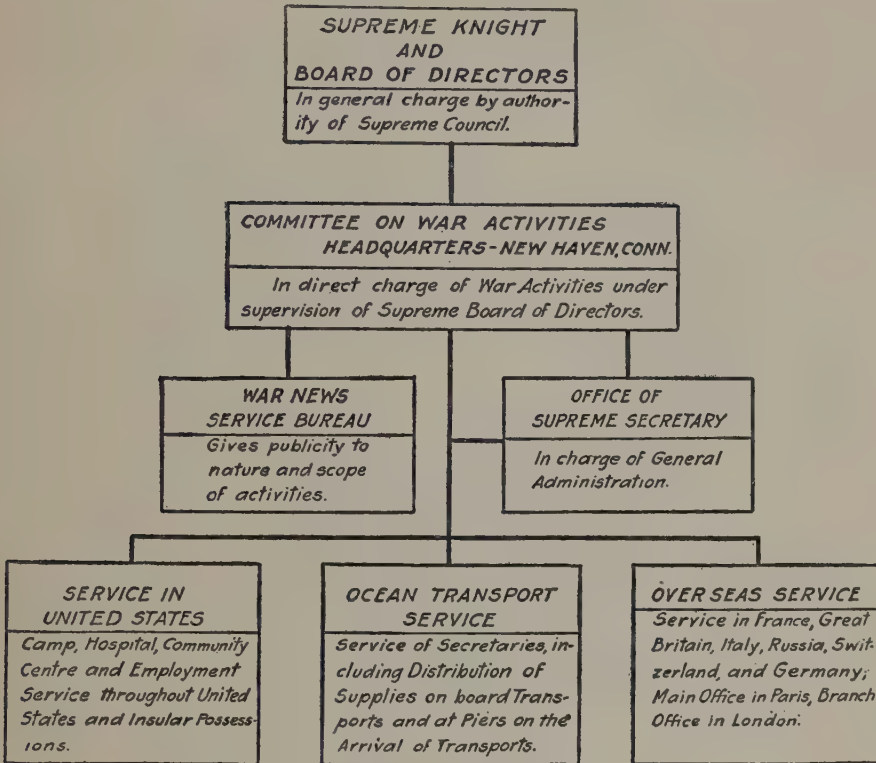 SUPREME KNIGHT
AND
BOARD OF DIRECTORS
In general charge by author-
ity of Supreme Council.
COMMITTEE ON WAR ACTIVITIES
HEADQUARTERS-NEW HAVEN, CONN.
In direct charge of War Activities under
supervision of Supreme Board of Directors.
WAR NEWS
SERVICE BUREAU
Gives publicity to
nature and scope
of activities.
OFFICE OF
SUPREME SECRETARY
In charge of General
Administration.
SERVICE IN
UNITED STATES
Camp, Hospital, Community
Centre and Employment
Service throughout United
States and Insular Possess-
ions.
OCEAN TRANSPORT
SERVICE
Service of Secretaries, in-
cluding Distribution of
Supplies on board Trans-
ports and at Piers on the
Arrival of Transports.
OVER SEAS SERVICE
Service in France, Great
Britain, Italy, Russia, Swit-
zerland, and Germany;
Main Office in Paris, Branch
Office in London.